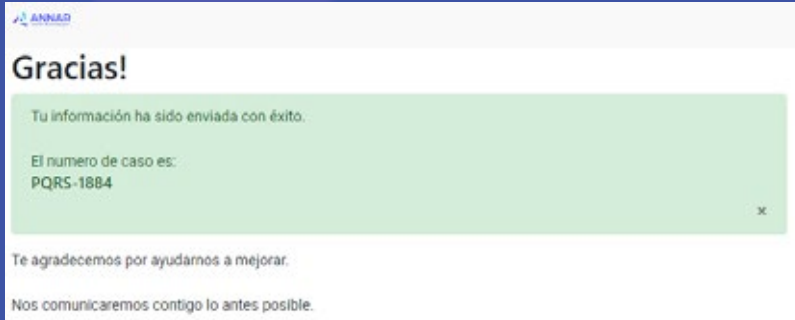 ANNAR
Gracias!
Tu información ha sido enviada con éxito.
El numero de caso es:
PQRS-1884
×
Te agradecemos por ayudarnos a mejorar.
Nos comunicaremos contigo lo antes posible.